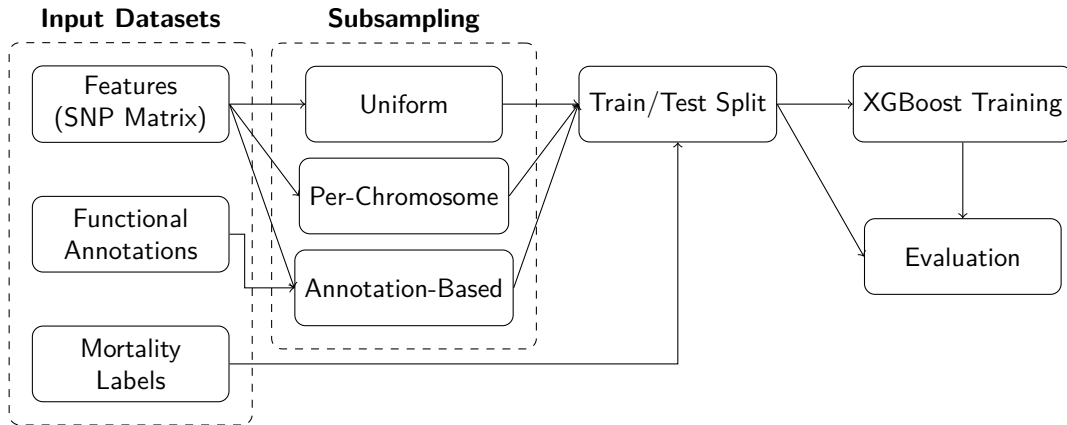 Input Datasets
Features
(SNP Matrix)
Functional
Annotations
Mortality
Labels
Subsampling
Uniform
Per-Chromosome
Annotation-Based
Train/Test Split
XGBoost Training
Evaluation